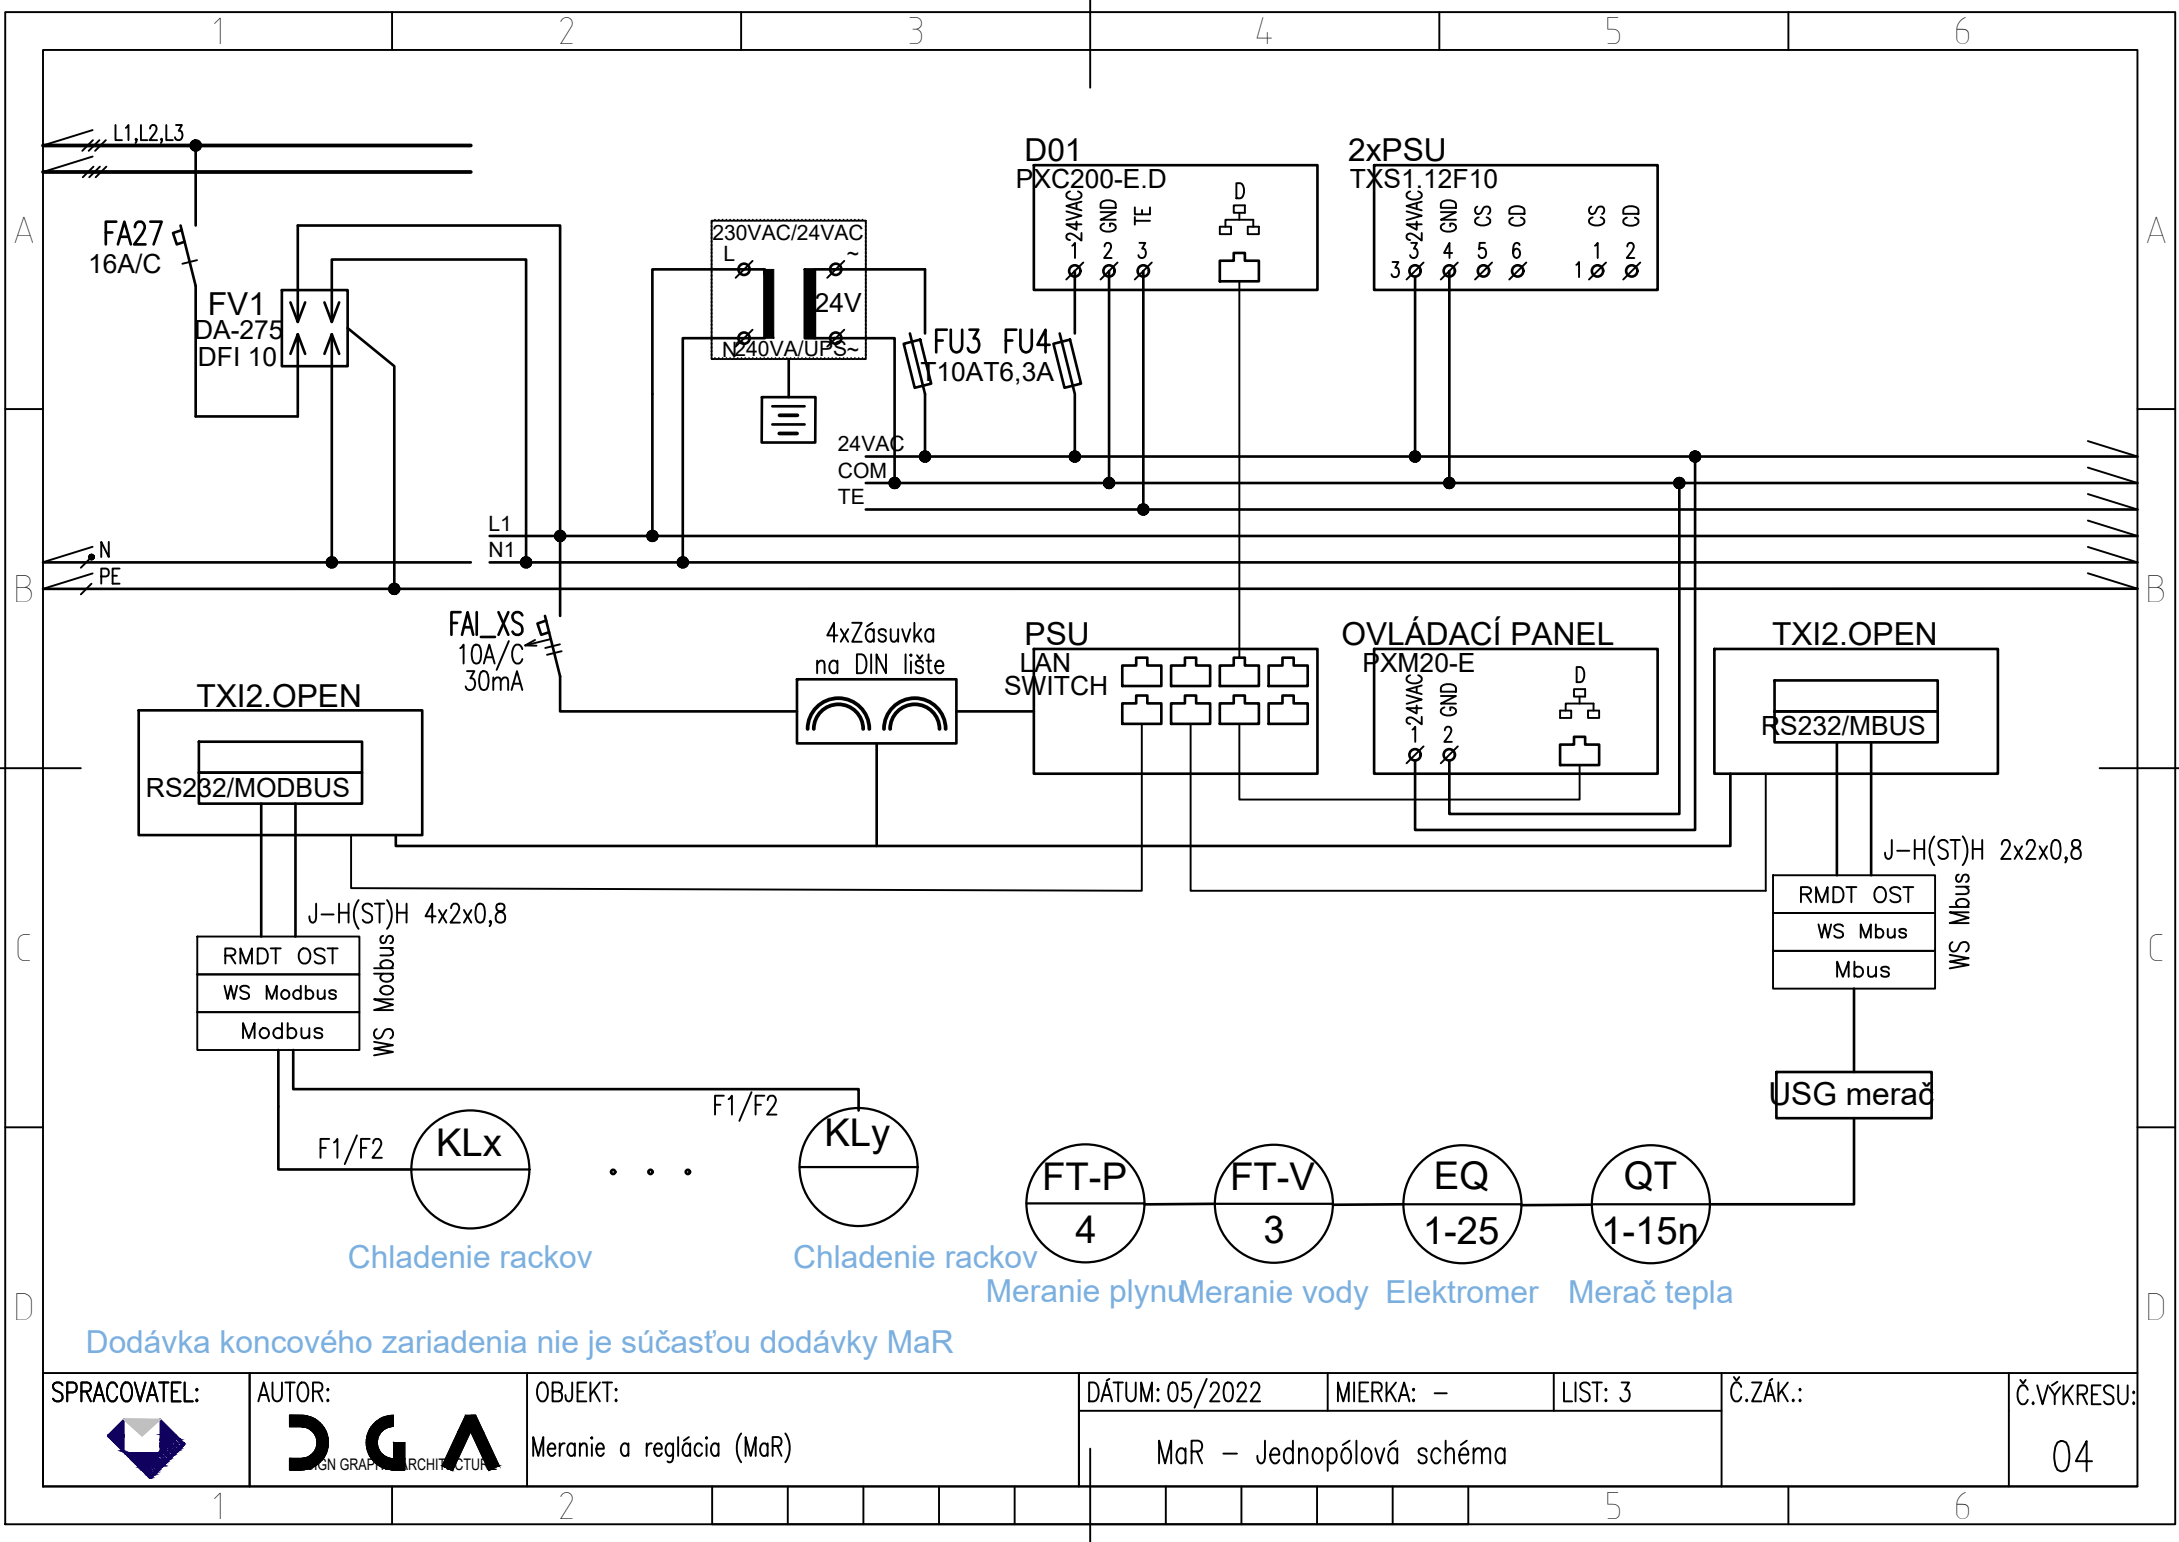 1 2 3 4 5 6
A A
B B
C C
D D
L1,L2,L3
FA27
16A/C
FV1
DA-275
DFI 10
230VAC/24VAC
L ~
24V
N 240VA/UPS~
FU3
T10A
FU4
T6,3A
D01
PXC200-E.D
24VAC GND TE D
1 2 3
2xPSU
TXS1.12F10
24VAC GND CS CD CS CD
3 4 5 6 1 2
3 1
24VAC
COM
TE
L1
N1
N
PE
FAI_XS
10A/C
30mA
4xZásuvka
na DIN lište
PSU
LAN
SWITCH
OVLÁDACÍ PANEL
PXM20-E
24VAC GND D
1 2
TXI2.OPEN
RS232/MBUS
TXI2.OPEN
RS232/MODBUS
J-H(ST)H 4x2x0,8
RMDT OST
WS Modbus
Modbus
WS Modbus
J-H(ST)H 2x2x0,8
RMDT OST
WS Mbus
Mbus
WS Mbus
USG merač
F1/F2
F1/F2
KLx
KLy
Chladenie rackov
Chladenie rackov
FT-P
4
FT-V
3
EQ
1-25
QT
1-15n
Meranie plynu
Meranie vody
Elektromer
Merač tepla
Dodávka koncového zariadenia nie je súčasťou dodávky MaR
SPRACOVATEL:
AUTOR:
DGA
OBJEKT:
Meranie a reglácia (MaR)
DÁTUM: 05/2022
MIERKA: -
LIST: 3
MaR - Jednopólová schéma
Č.ZÁK.:
Č.VÝKRESU:
04
1 2 5 6